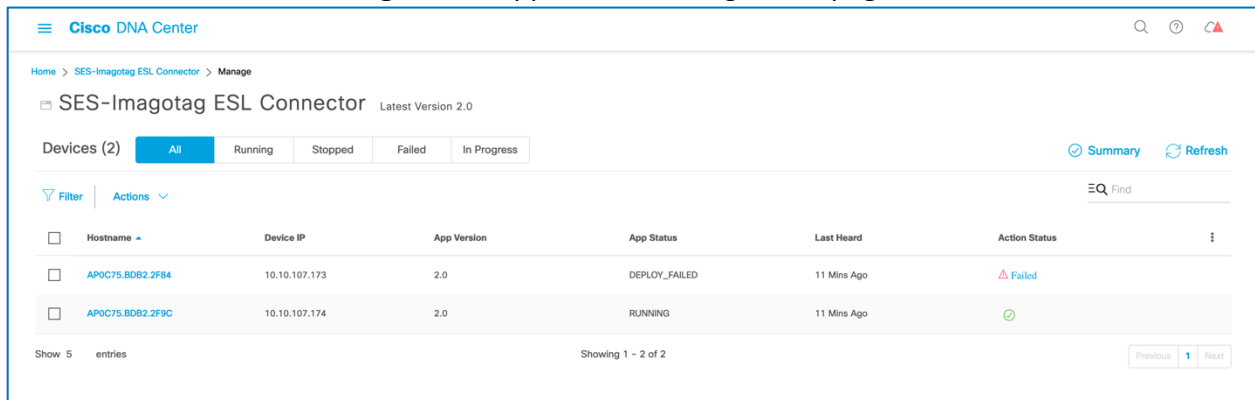 Cisco DNA Center
Home > SES-Imagotag ESL Connector > Manage
SES-Imagotag ESL Connector Latest Version 2.0
Devices (2) All Running Stopped Failed In Progress Summary Refresh
Filter Actions Find
Hostname Device IP App Version App Status Last Heard Action Status
AP0C75.BDB2.2F84 10.10.107.173 2.0 DEPLOY_FAILED 11 Mins Ago Failed
AP0C75.BDB2.2F9C 10.10.107.174 2.0 RUNNING 11 Mins Ago
Show 5 entries Showing 1 - 2 of 2 Previous 1 Next